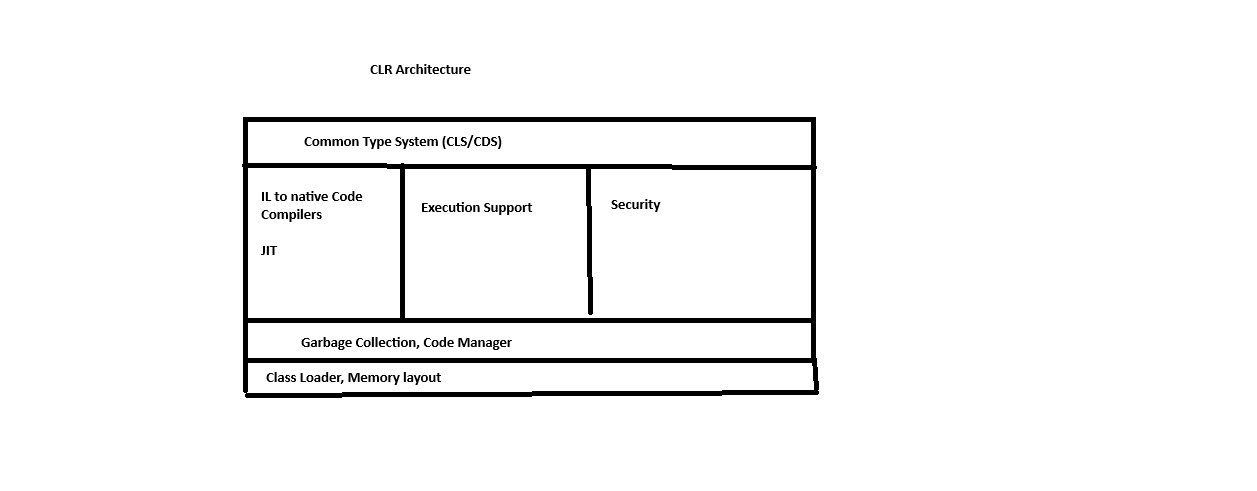 CLR Architecture
Common Type System (CLS/CDS)
IL to native Code
Compilers
JIT
Execution Support
Security
Garbage Collection, Code Manager
Class Loader, Memory layout